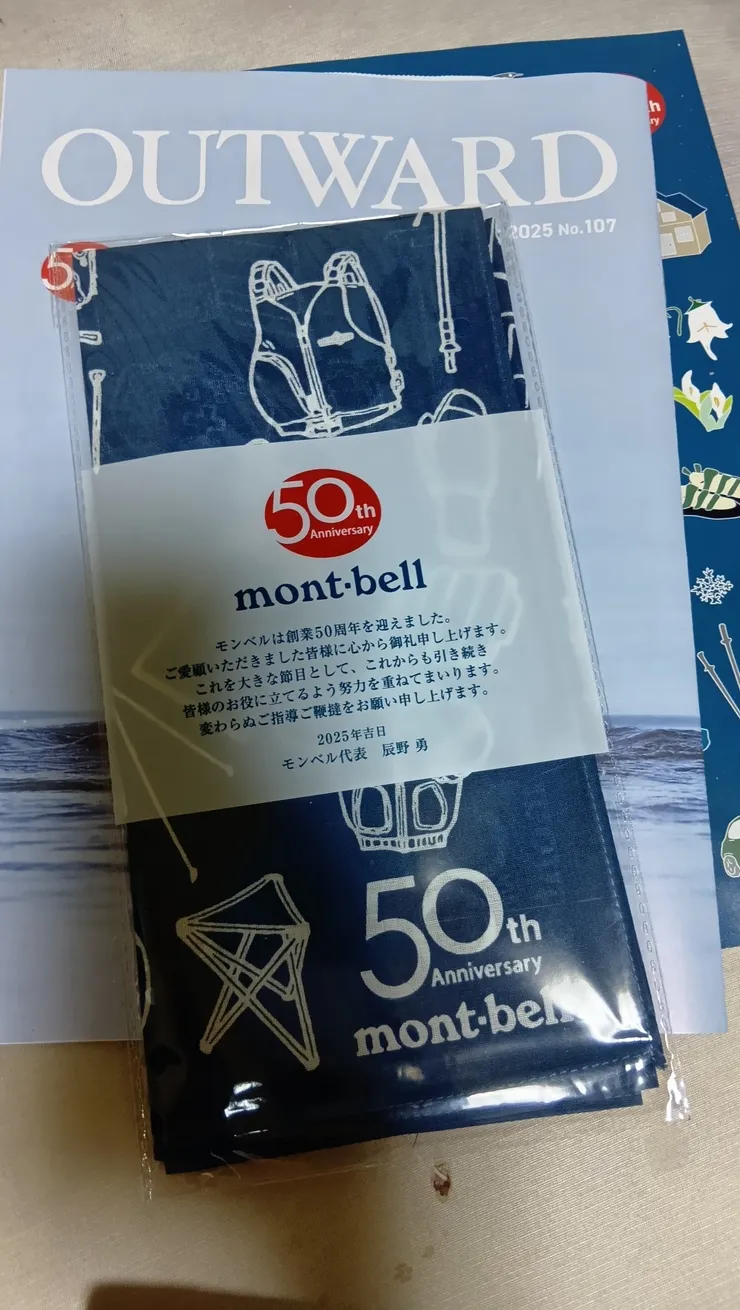 OUTWARD
2025 No.107
5
50th
Anniversary
mont·bell
モンベルは創業50周年を迎えました。
ご愛顧いただきました皆様に心から御礼申し上げます。
これを大きな節目として、これからも引き続き
皆様のお役に立てるよう努力を重ねてまいります。
変わらぬご指導ご鞭撻をお願い申し上げます。
2025年吉日
モンベル代表 辰野 勇
50th
Anniversary
mont·bell